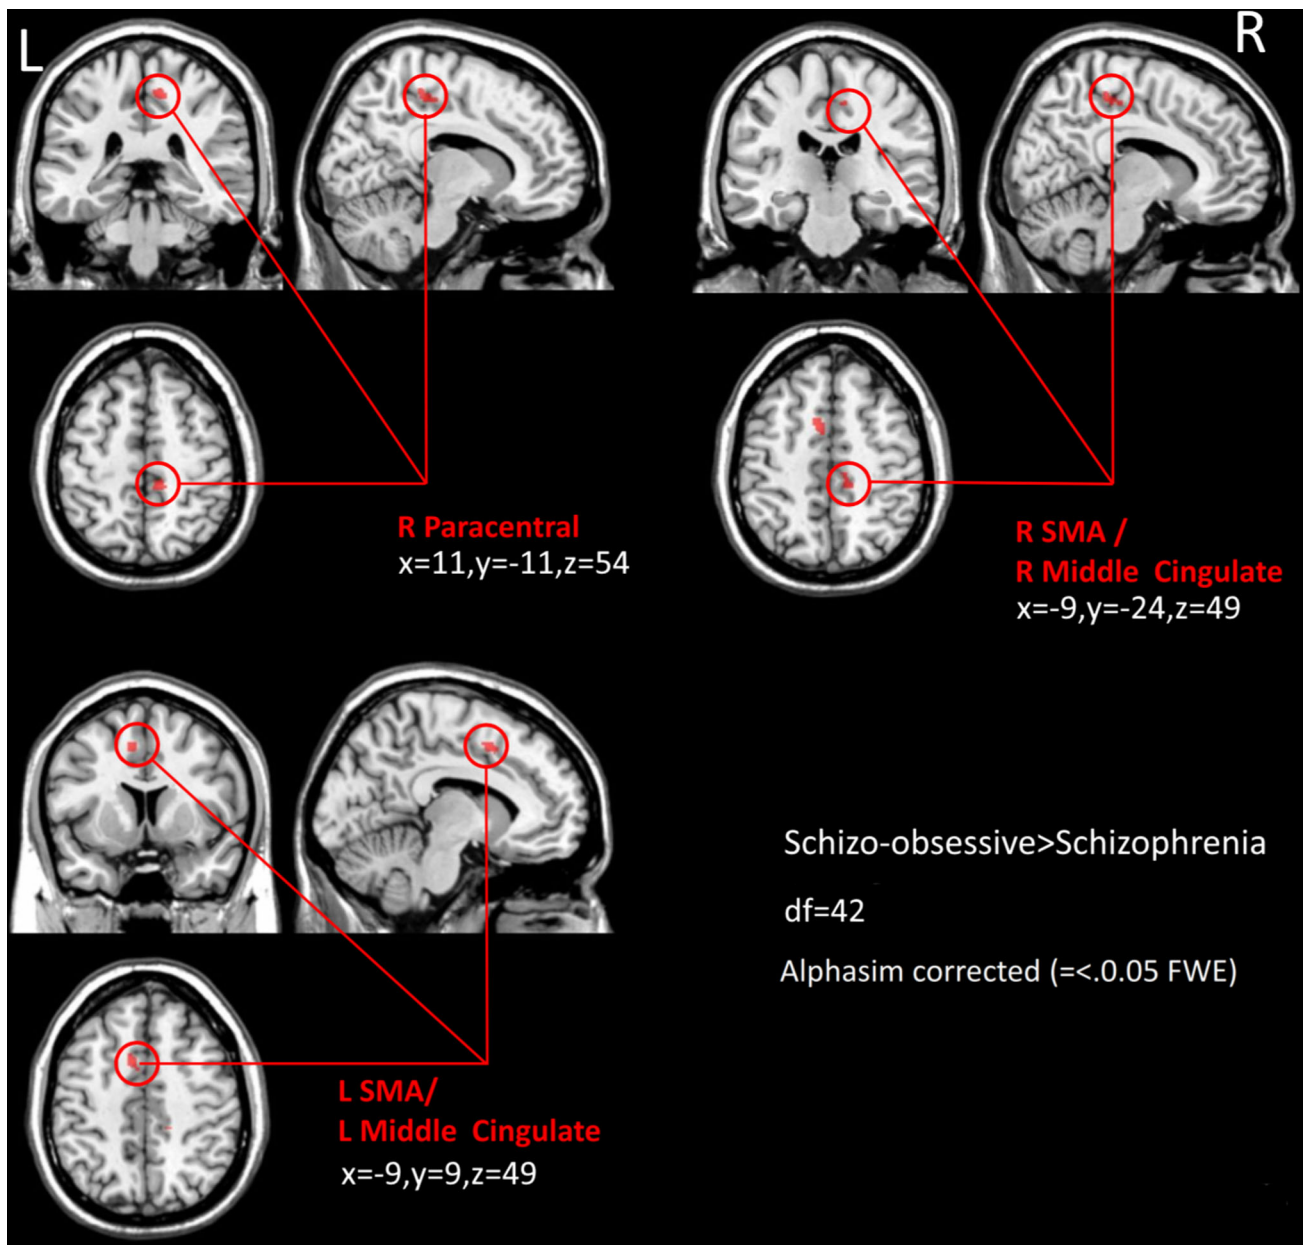 L
R
R Paracentral
x=11,y=-11,z=54
R SMA /
R Middle Cingulate
x=-9,y=-24,z=49
L SMA/
L Middle Cingulate
x=-9,y=9,z=49
Schizo-obsessive>Schizophrenia
df=42
Alphasim corrected (=<.0.05 FWE)